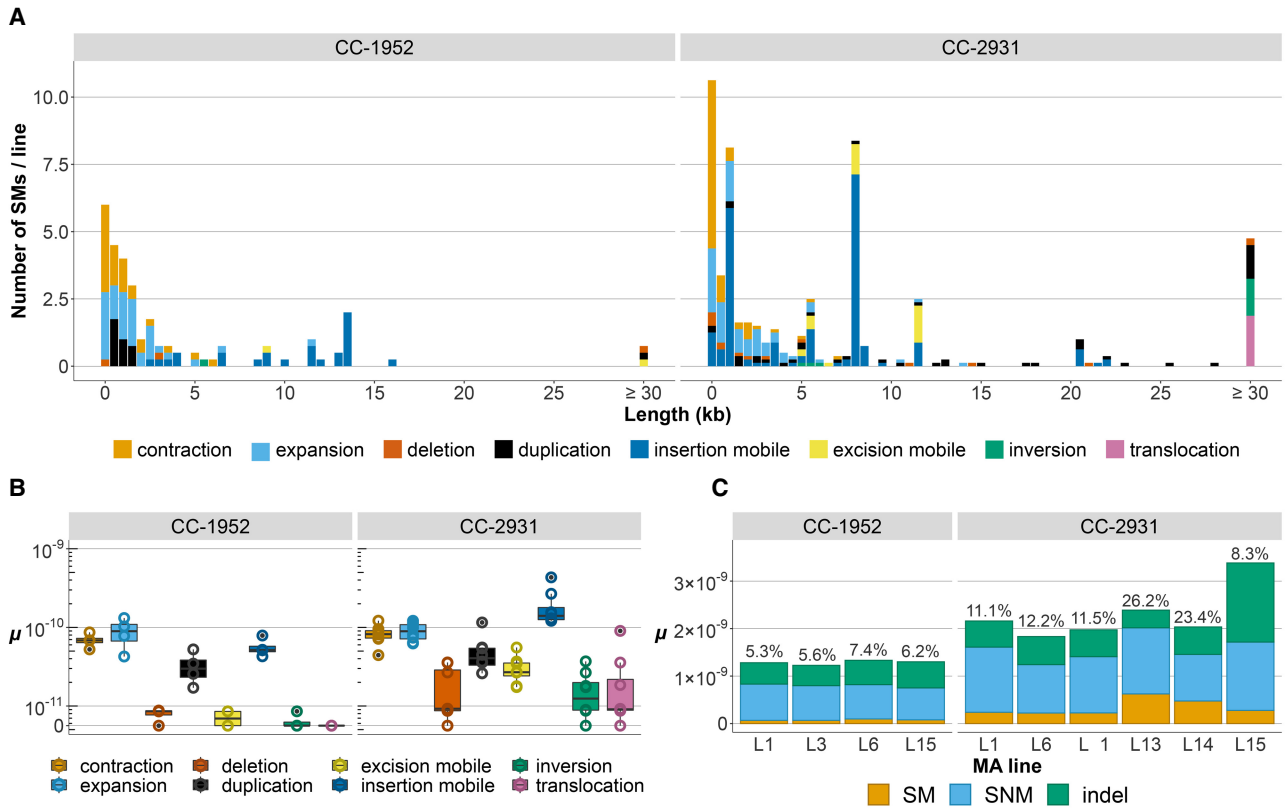 A
CC-1952
CC-2931
Number of SMs / line
10.0
7.5
5.0
2.5
0
0 5 10 15 20 25 ≥ 30
0 5 10 15 20 25 ≥ 30
Length (kb)
contraction expansion deletion duplication insertion mobile excision mobile inversion translocation
B
CC-1952
CC-2931
μ
10⁻⁹
10⁻¹⁰
10⁻¹¹
0
contraction deletion excision mobile inversion
expansion duplication insertion mobile translocation
C
CC-1952
CC-2931
μ
3×10⁻⁹
2×10⁻⁹
1×10⁻⁹
0
5.3% 5.6% 7.4% 6.2%
11.1% 12.2% 11.5% 26.2% 23.4% 8.3%
L1 L3 L6 L15
L1 L6 L 1 L13 L14 L15
MA line
SM SNM indel